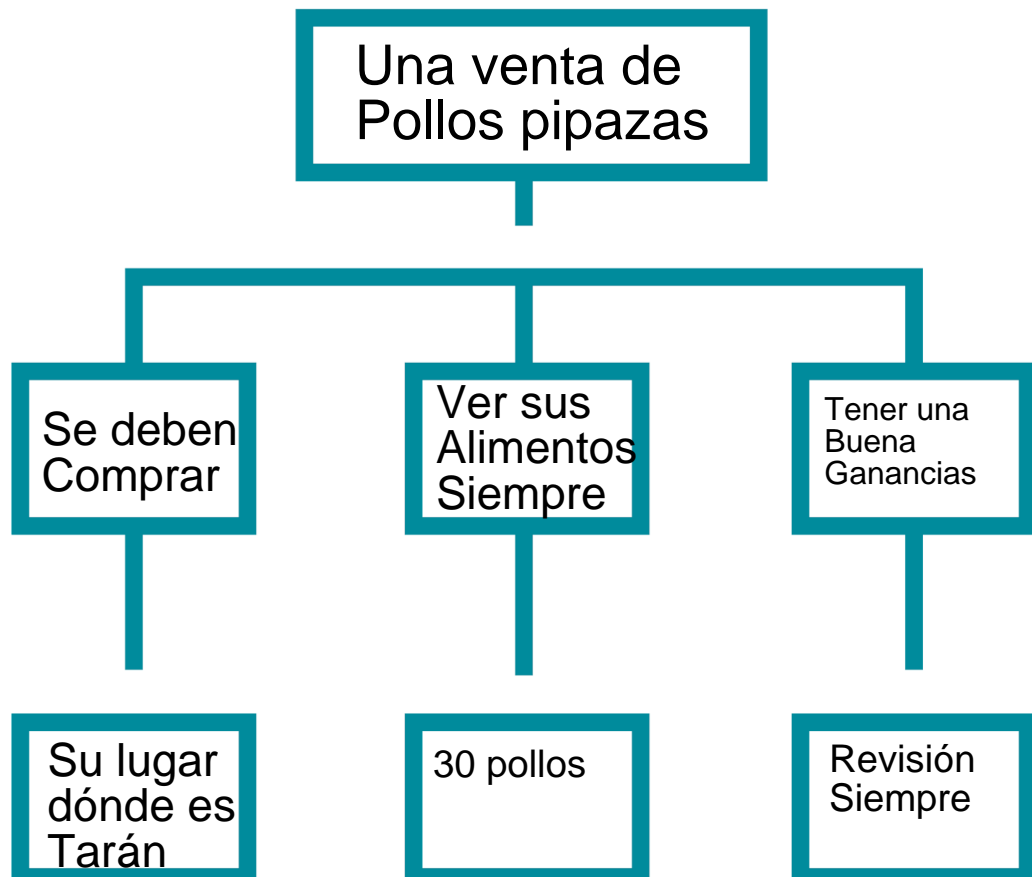 Una venta de
Pollos pipazas
Se deben
Comprar
Ver sus
Alimentos
Siempre
Tener una
Buena
Ganancias
Su lugar
dónde es
Tarán
30 pollos
Revisión
Siempre